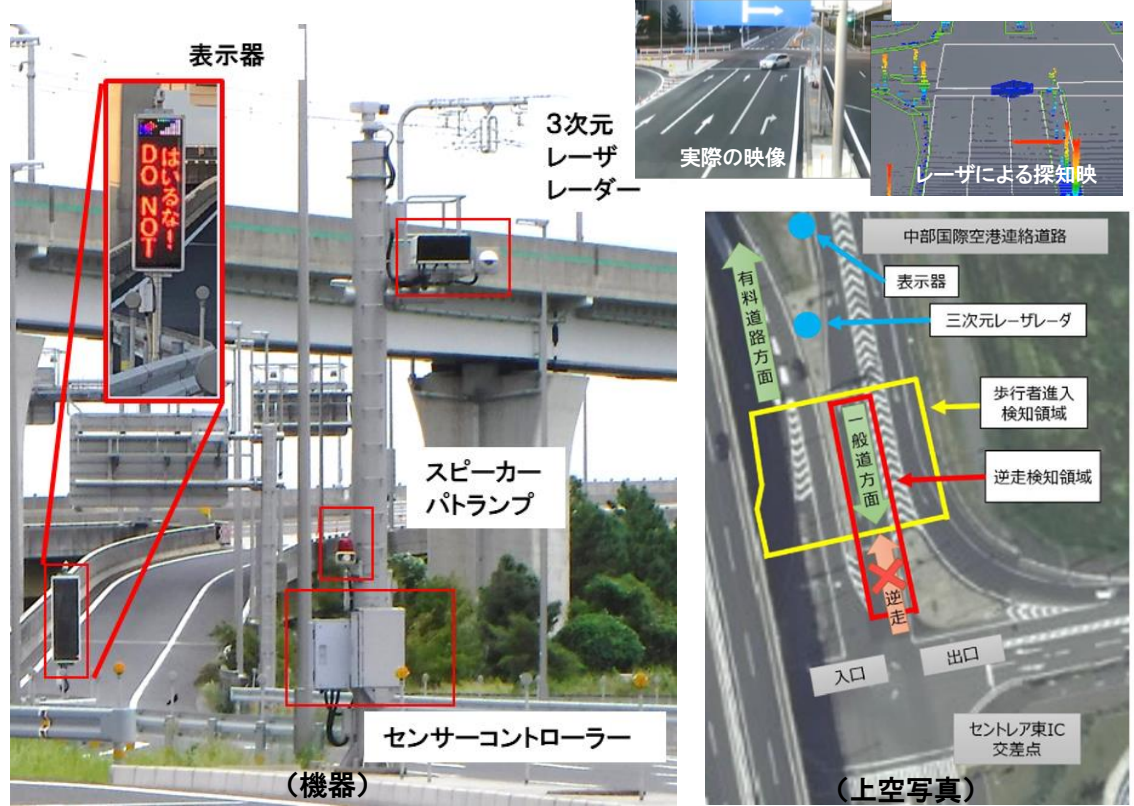 表示器
はいるな!
DO NOT
3次元
レーザ
レーダー
スピーカー
パトランプ
センサーコントローラー
(機器)
実際の映像
レーザによる探知映
中部国際空港連絡道路
表示器
三次元レーザレーダ
歩行者進入
検知領域
逆走検知領域
有料道路方面
一般道方面
逆走
入口
出口
セントレア東IC
交差点
(上空写真)